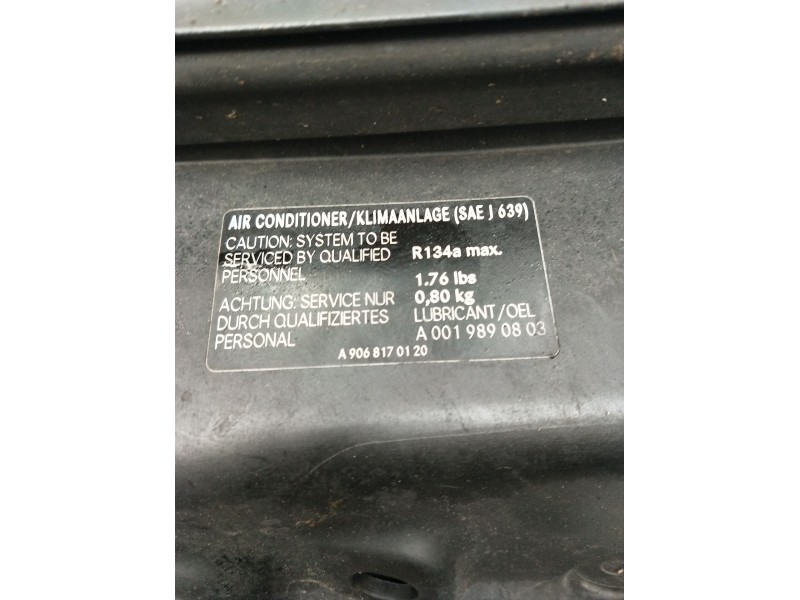 AIR CONDITIONER/KLIMAANLAGE (SAE J 639)
CAUTION: SYSTEM TO BE
SERVICED BY QUALIFIED
PERSONNEL
R134a max.
1.76 lbs
0,80 kg
ACHTUNG: SERVICE NUR
DURCH QUALIFIZIERTES
PERSONAL
LUBRICANT/OEL
A 001 989 08 03
A 906 817 01 20